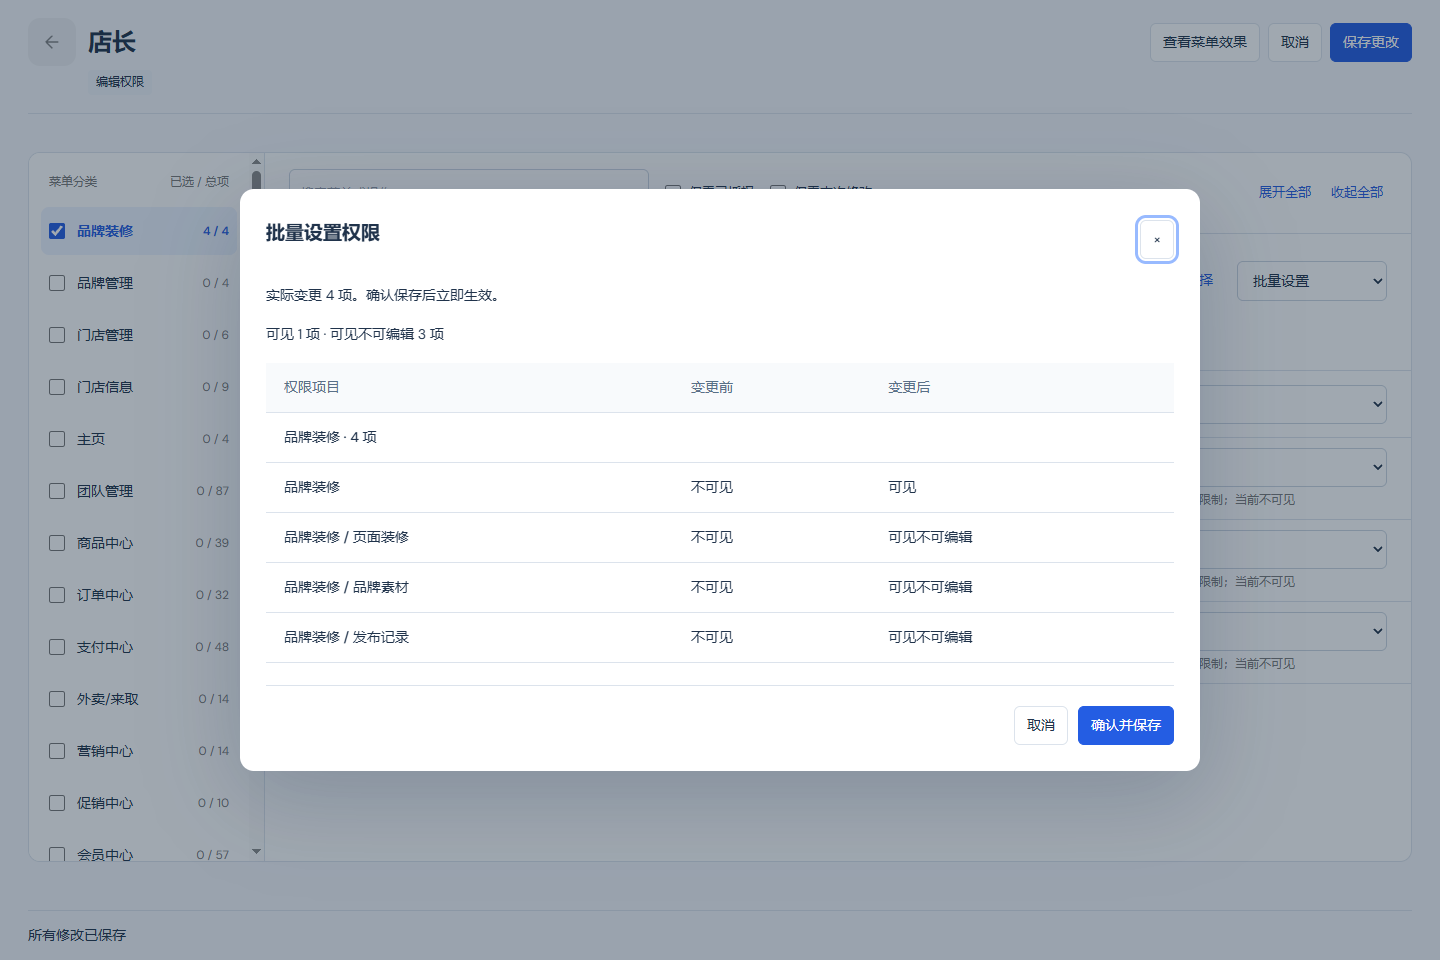 店长
编辑权限
查看菜单效果
取消
保存更改
菜单分类 已选 / 总项
品牌装修 4 / 4
品牌管理 0 / 4
门店管理 0 / 6
门店信息 0 / 9
主页 0 / 4
团队管理 0 / 87
商品中心 0 / 39
订单中心 0 / 32
支付中心 0 / 48
外卖/来取 0 / 14
营销中心 0 / 14
促销中心 0 / 10
会员中心 0 / 57
展开全部 收起全部
择 批量设置
限制；当前不可见
限制；当前不可见
限制；当前不可见
批量设置权限
×
实际变更 4 项。确认保存后立即生效。
可见 1 项 · 可见不可编辑 3 项
权限项目 变更前 变更后
品牌装修 · 4 项
品牌装修 不可见 可见
品牌装修 / 页面装修 不可见 可见不可编辑
品牌装修 / 品牌素材 不可见 可见不可编辑
品牌装修 / 发布记录 不可见 可见不可编辑
取消 确认并保存
所有修改已保存